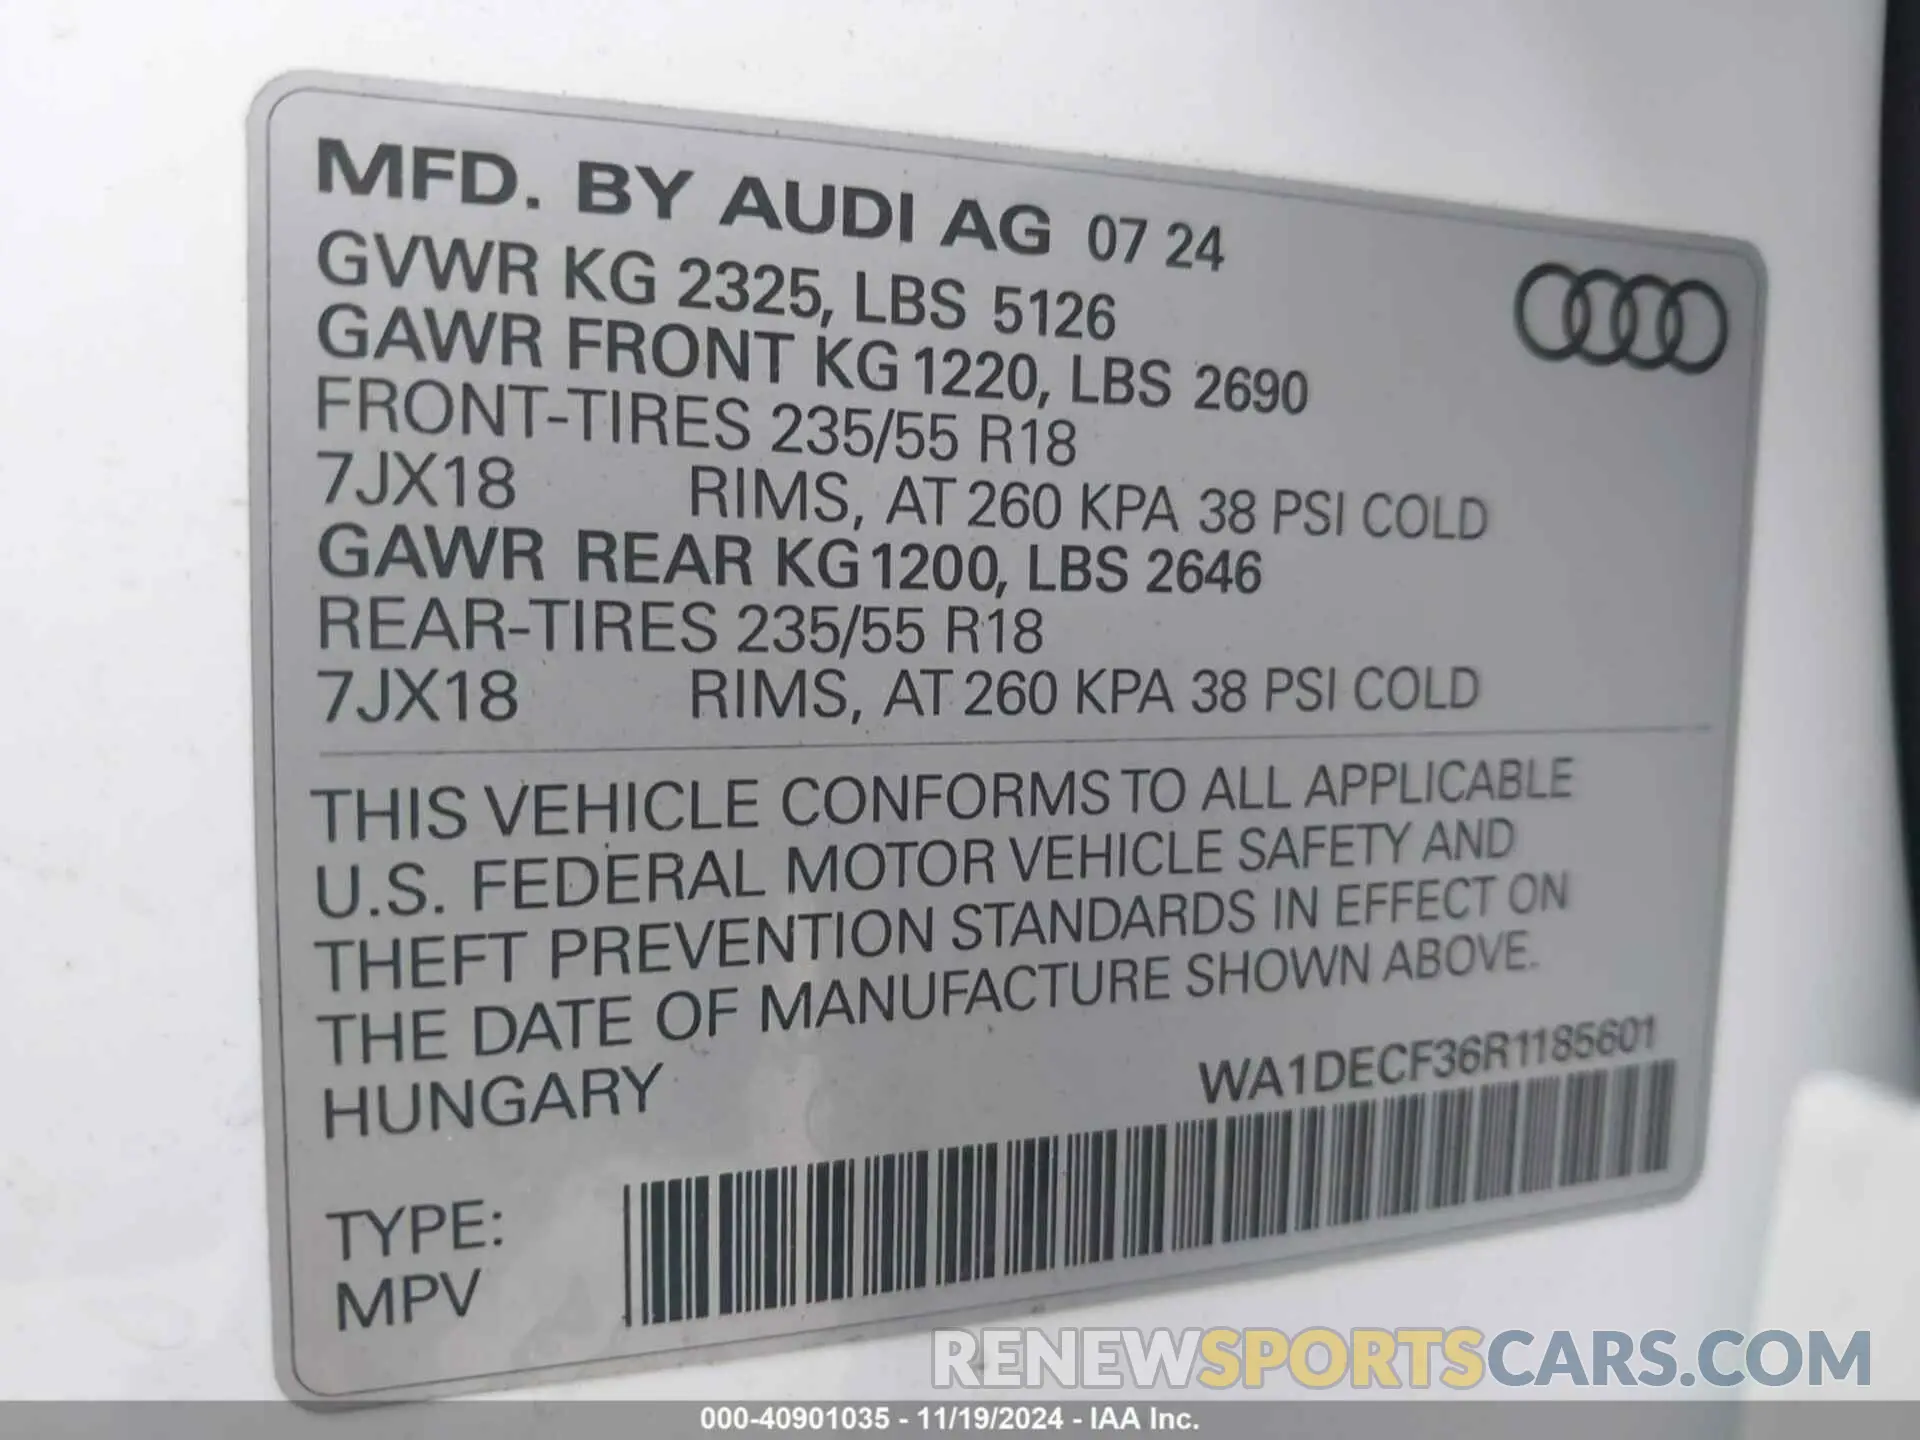 MFD. BY AUDI AG 07 24
GVWR KG 2325, LBS 5126
GAWR FRONT KG 1220, LBS 2690
FRONT-TIRES 235/55 R18
7JX18 RIMS, AT 260 KPA 38 PSI COLD
GAWR REAR KG 1200, LBS 2646
REAR-TIRES 235/55 R18
7JX18 RIMS, AT 260 KPA 38 PSI COLD
THIS VEHICLE CONFORMS TO ALL APPLICABLE
U.S. FEDERAL MOTOR VEHICLE SAFETY AND
THEFT PREVENTION STANDARDS IN EFFECT ON
THE DATE OF MANUFACTURE SHOWN ABOVE.
HUNGARY
WA1DECF36R1185601
TYPE:
MPV
RENEWSPORTSCARS.COM
000-40901035 - 11/19/2024 - IAA Inc.